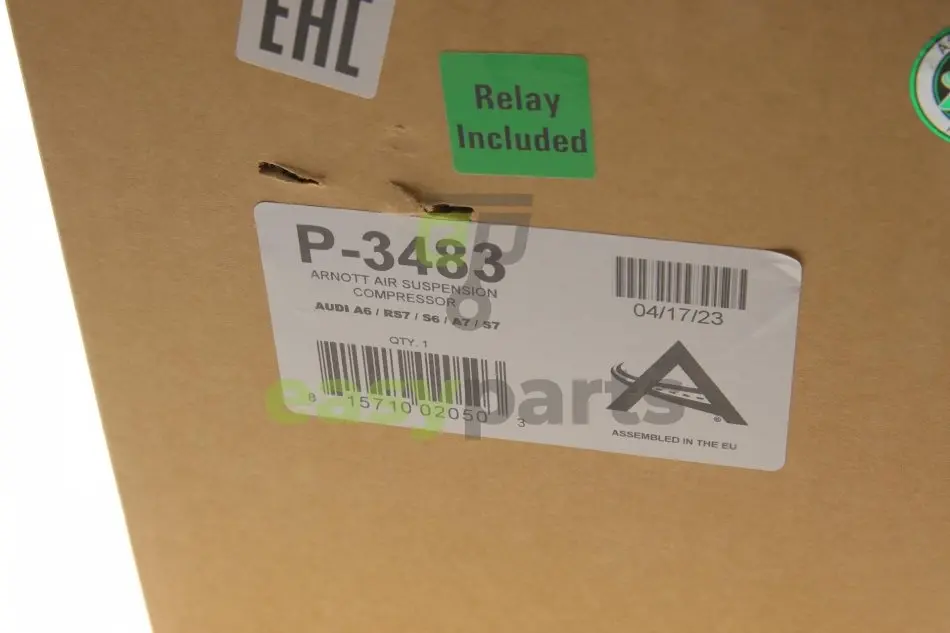 EAC
Relay
Included
P-3483
ARNOTT AIR SUSPENSION
COMPRESSOR
AUDI A6 / RS7 / S6 / A7 / S7
QTY. 1
8 15710 02050 3
04/17/23
ASSEMBLED IN THE EU
easyparts